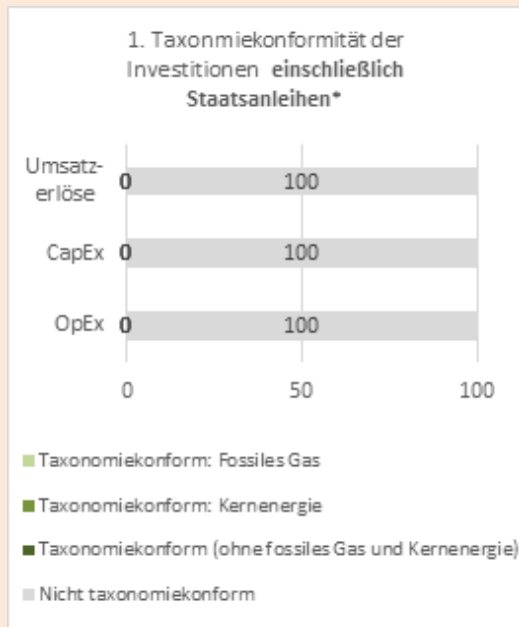 1. Taxonmiekonformität der
Investitionen einschließlich
Staatsanleihen*
Umsatz-
erlöse
0
100
CapEx
0
100
OpEx
0
100
0
50
100
Taxonomiekonform: Fossiles Gas
Taxonomiekonform: Kernenergie
Taxonomiekonform (ohne fossiles Gas und Kernenergie)
Nicht taxonomiekonform